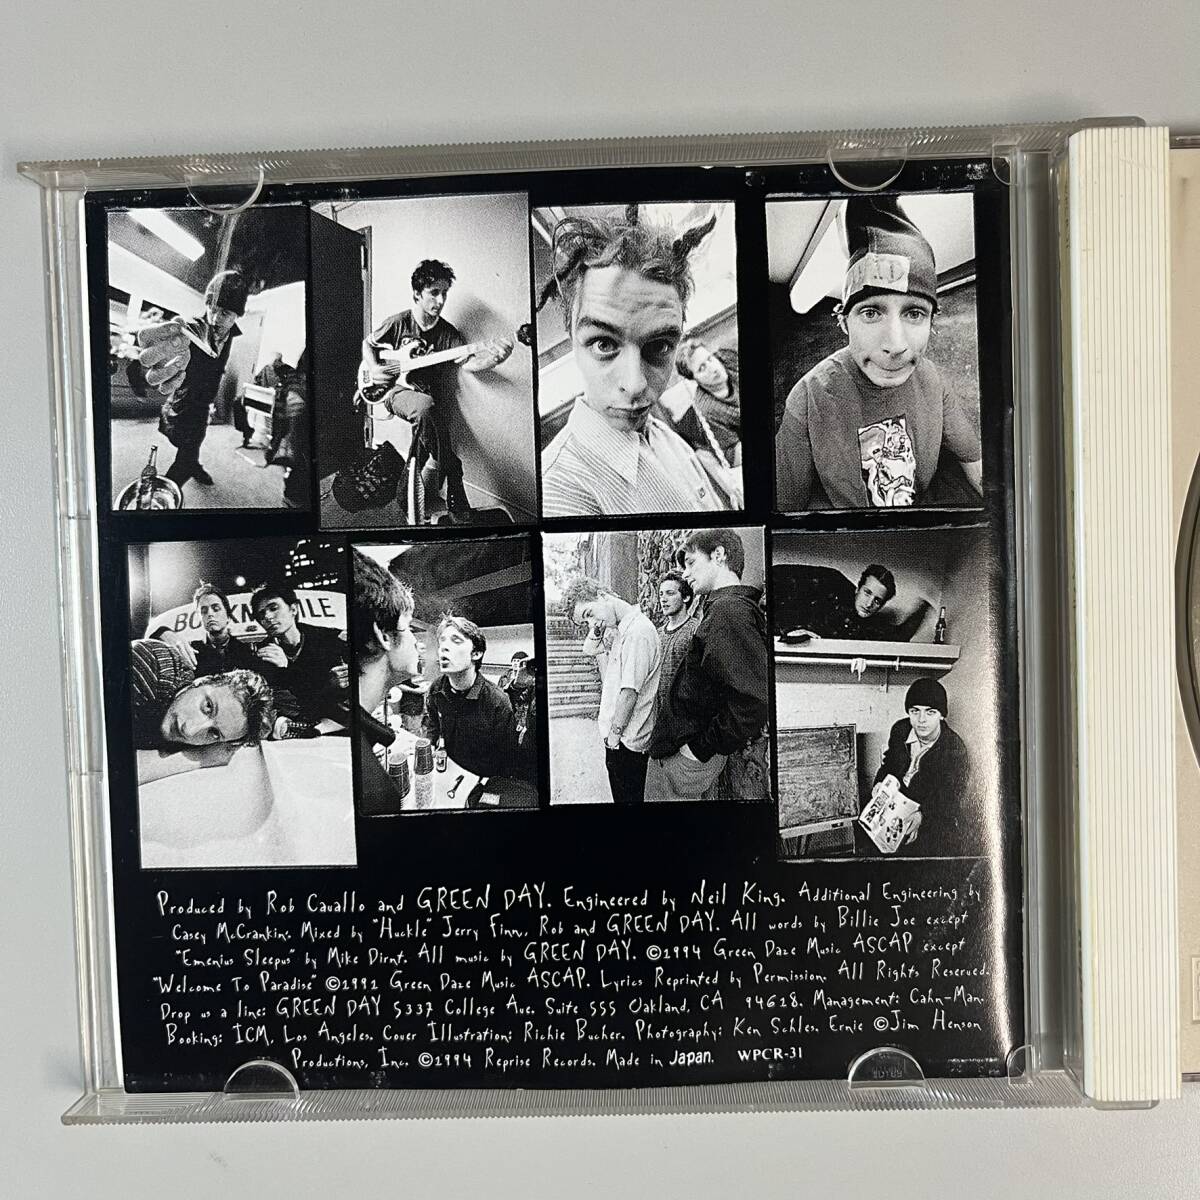 BOOKMOBILE
Produced by Rob Cavallo and GREEN DAY. Engineered by Neil King. Additional Engineering by
Casey McCrankin. Mixed by "Huckle" Jerry Finn, Rob and GREEN DAY. All words by Billie Joe except
"Emenius Sleepus" by Mike Dirnt. All music by GREEN DAY. ©1994 Green Daze Music ASCAP except
"Welcome To Paradise" ©1992 Green Daze Music ASCAP. Lyrics Reprinted by Permission. All Rights Reserved.
Drop us a line: GREEN DAY 5337 College Ave. Suite 555 Oakland, CA 94618. Management: Cahn-Man.
Booking: ICM, Los Angeles. Cover Illustration: Richie Bucher. Photography: Ken Schles. Ernie ©Jim Henson
Productions, Inc. ©1994 Reprise Records. Made in Japan. WPCR-31